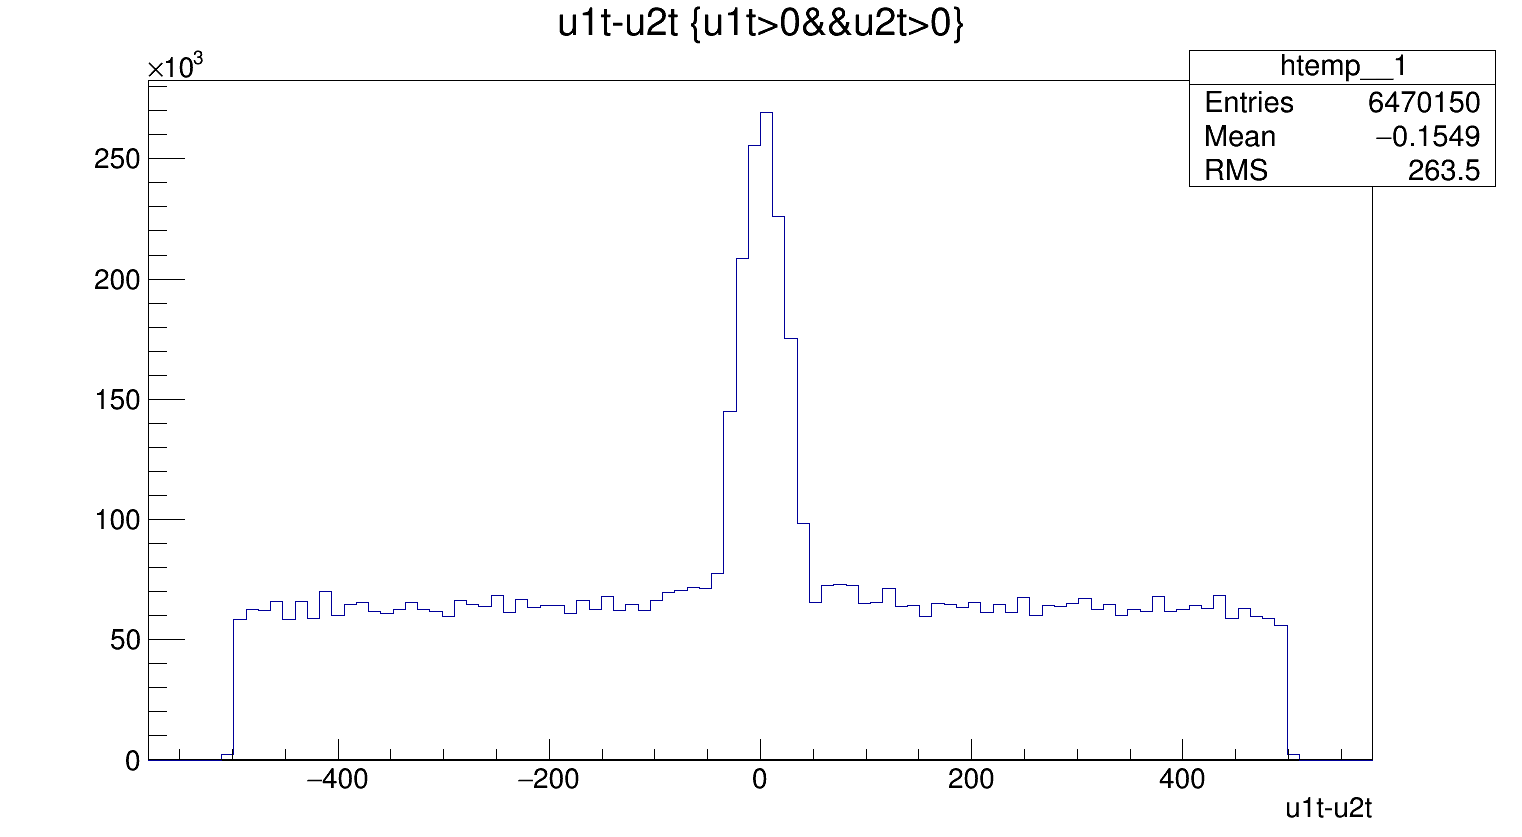 u1t-u2t {u1t>0&&u2t>0}
×10³
htemp__1
Entries 6470150
Mean −0.1549
RMS 263.5
250
200
150
100
50
0
−400 −200 0 200 400
u1t-u2t